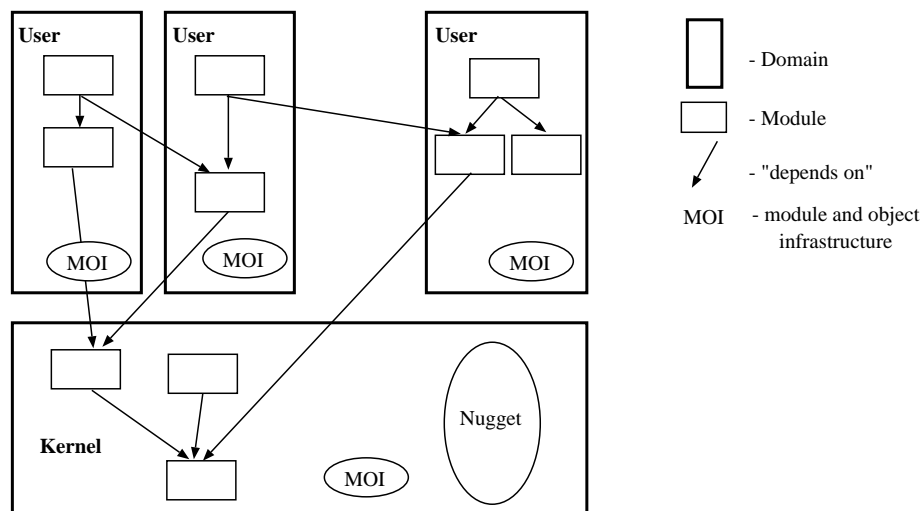 User
User
User
MOI
MOI
MOI
Kernel
MOI
Nugget
- Domain
- Module
- "depends on"
MOI - module and object
infrastructure